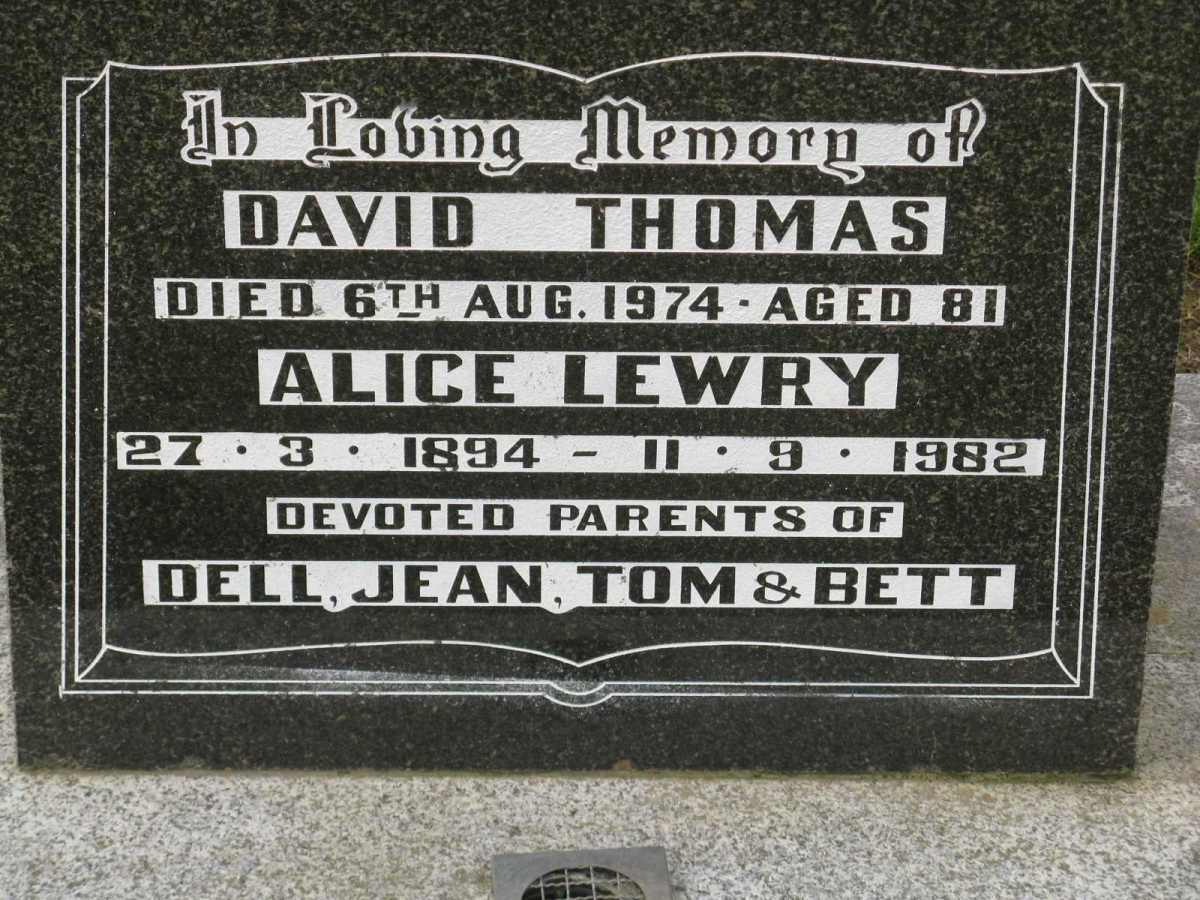 In Loving Memory of
DAVID THOMAS
DIED 6TH AUG. 1974 · AGED 81
ALICE LEWRY
27 · 3 · 1894 – 11 · 9 · 1982
DEVOTED PARENTS OF
DELL, JEAN, TOM & BETT